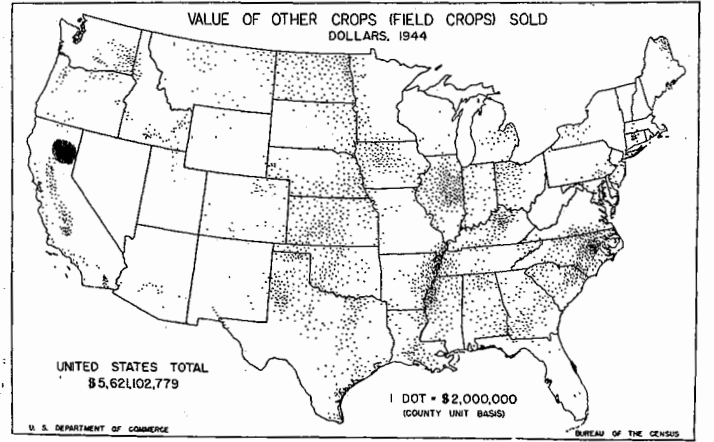 VALUE OF OTHER CROPS (FIELD CROPS) SOLD
DOLLARS, 1944
UNITED STATES TOTAL
$5,621,102,779
1 DOT = $2,000,000
(COUNTY UNIT BASIS)
U. S. DEPARTMENT OF COMMERCE
BUREAU OF THE CENSUS